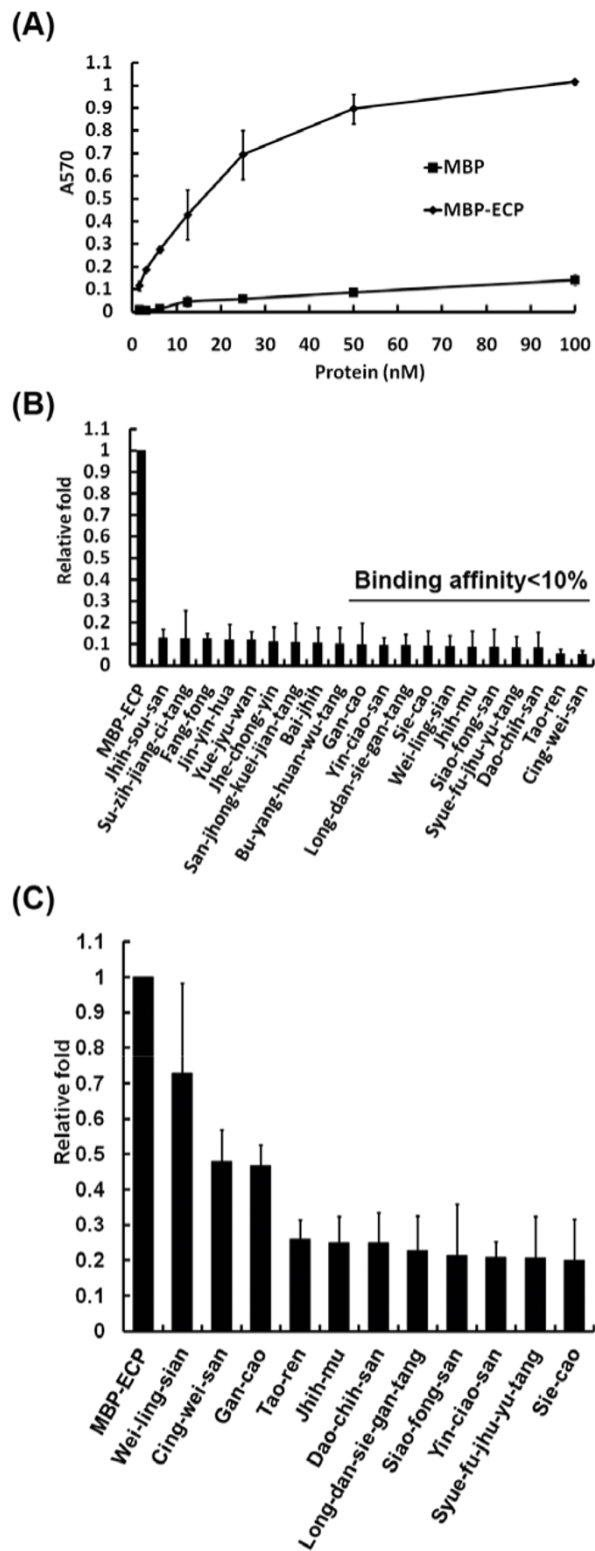 (A)
A570
1.1
1
0.9
0.8
0.7
0.6
0.5
0.4
0.3
0.2
0.1
0
MBP
MBP-ECP
0 10 20 30 40 50 60 70 80 90 100
Protein (nM)
(B)
Relative fold
1.1
1
0.9
0.8
0.7
0.6
0.5
0.4
0.3
0.2
0.1
0
Binding affinity<10%
MBP-ECP
Jhih-sou-san
Su-zih-jiang-ci-tang
Fang-fong
Jin-yin-hua
Yue-jyu-wan
Jhe-chong-yin
San-jhong-kuei-jian-tang
Bai-jhih
Bu-yang-huan-wu-tang
Gan-cao
Yin-ciao-san
Long-dan-sie-gan-tang
Sie-cao
Wei-ling-sian
Jhih-mu
Siao-fong-san
Syue-fu-jhu-yu-tang
Dao-chih-san
Tao-ren
Cing-wei-san
(C)
Relative fold
1.1
1
0.9
0.8
0.7
0.6
0.5
0.4
0.3
0.2
0.1
0
MBP-ECP
Wei-ling-sian
Cing-wei-san
Gan-cao
Tao-ren
Jhih-mu
Dao-chih-san
Long-dan-sie-gan-tang
Siao-fong-san
Yin-ciao-san
Syue-fu-jhu-yu-tang
Sie-cao